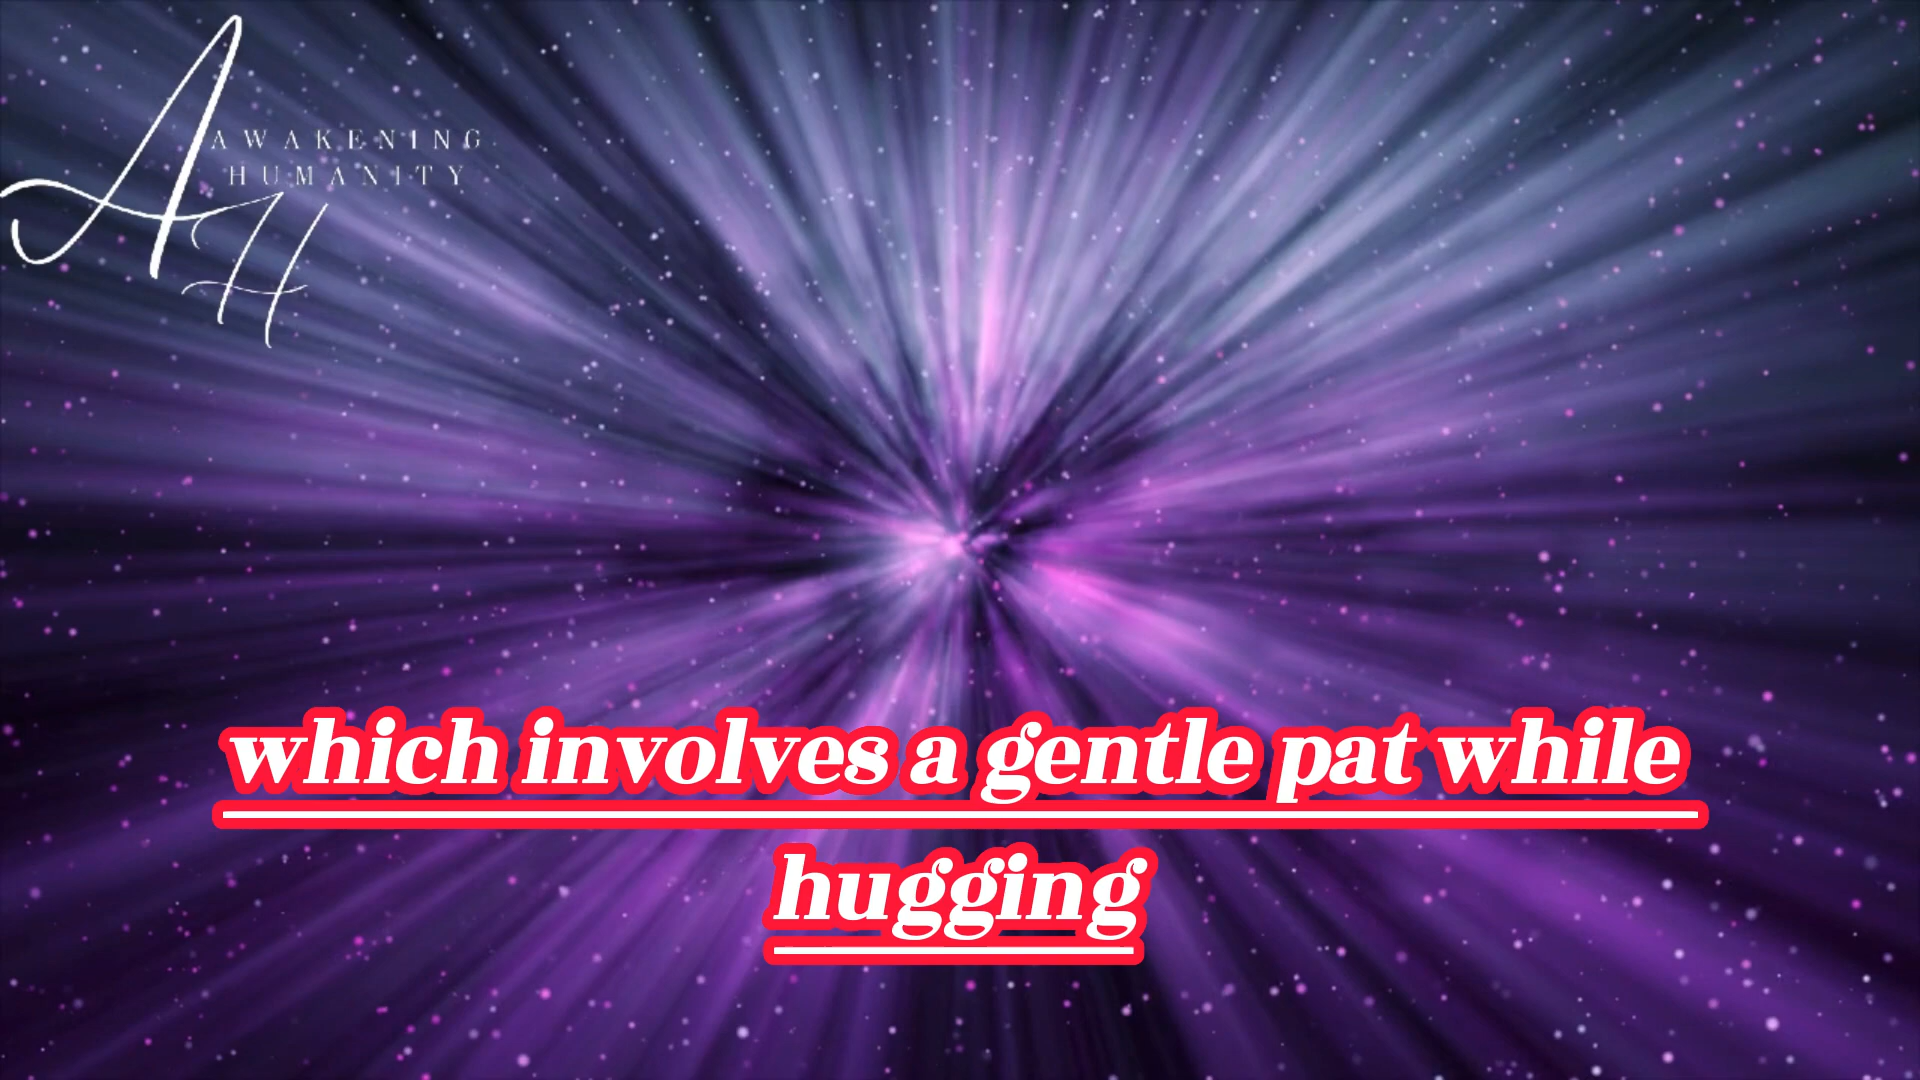 AH
AWAKENING
HUMANITY
which involves a gentle pat while
hugging